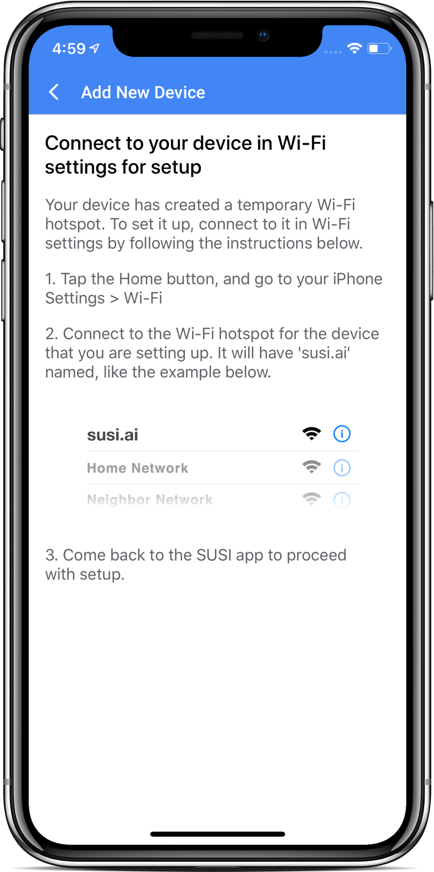 4:59
Add New Device
Connect to your device in Wi-Fi
settings for setup
Your device has created a temporary Wi-Fi
hotspot. To set it up, connect to it in Wi-Fi
settings by following the instructions below.
1. Tap the Home button, and go to your iPhone
Settings > Wi-Fi
2. Connect to the Wi-Fi hotspot for the device
that you are setting up. It will have 'susi.ai'
named, like the example below.
susi.ai
Home Network
Neighbor Network
3. Come back to the SUSI app to proceed
with setup.